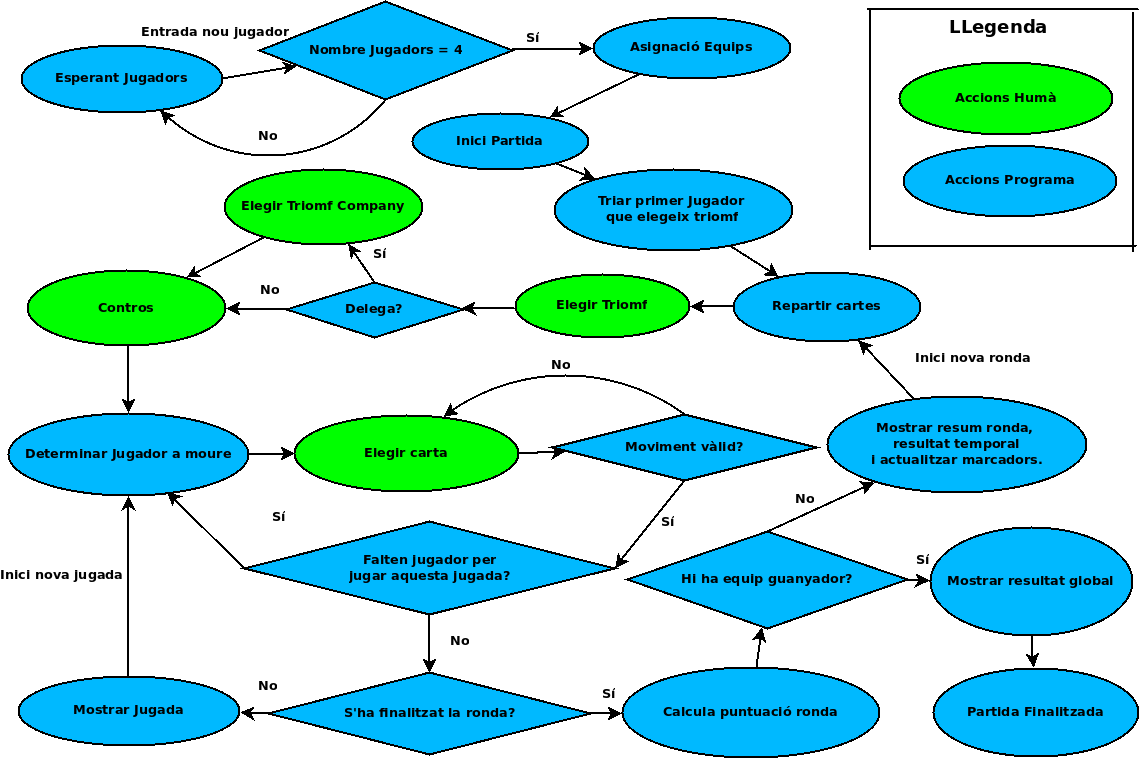 Entrada nou jugador
Nombre Jugadors = 4
Sí
Asignació Equips
LLegenda
Esperant Jugadors
No
Inici Partida
Accions Humà
Accions Programa
Elegir Triomf Company
Triar primer Jugador
que elegeix triomf
Sí
No
Contros
Delega?
Elegir Triomf
Repartir cartes
Inici nova ronda
No
Determinar Jugador a moure
Elegir carta
Moviment vàlid?
Mostrar resum ronda,
resultat temporal
i actualitzar marcadors.
No
Sí
Sí
Inici nova jugada
Falten jugador per
jugar aquesta jugada?
Hi ha equip guanyador?
Sí
Mostrar resultat global
No
Mostrar Jugada
No
S'ha finalitzat la ronda?
Sí
Calcula puntuació ronda
Partida Finalitzada